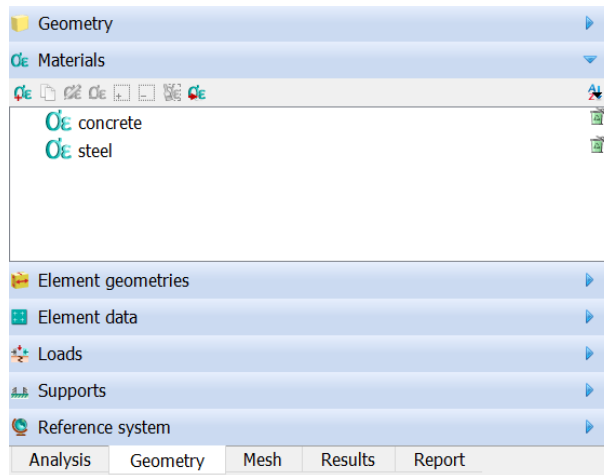 Geometry
Materials
concrete
steel
Element geometries
Element data
Loads
Supports
Reference system
Analysis Geometry Mesh Results Report